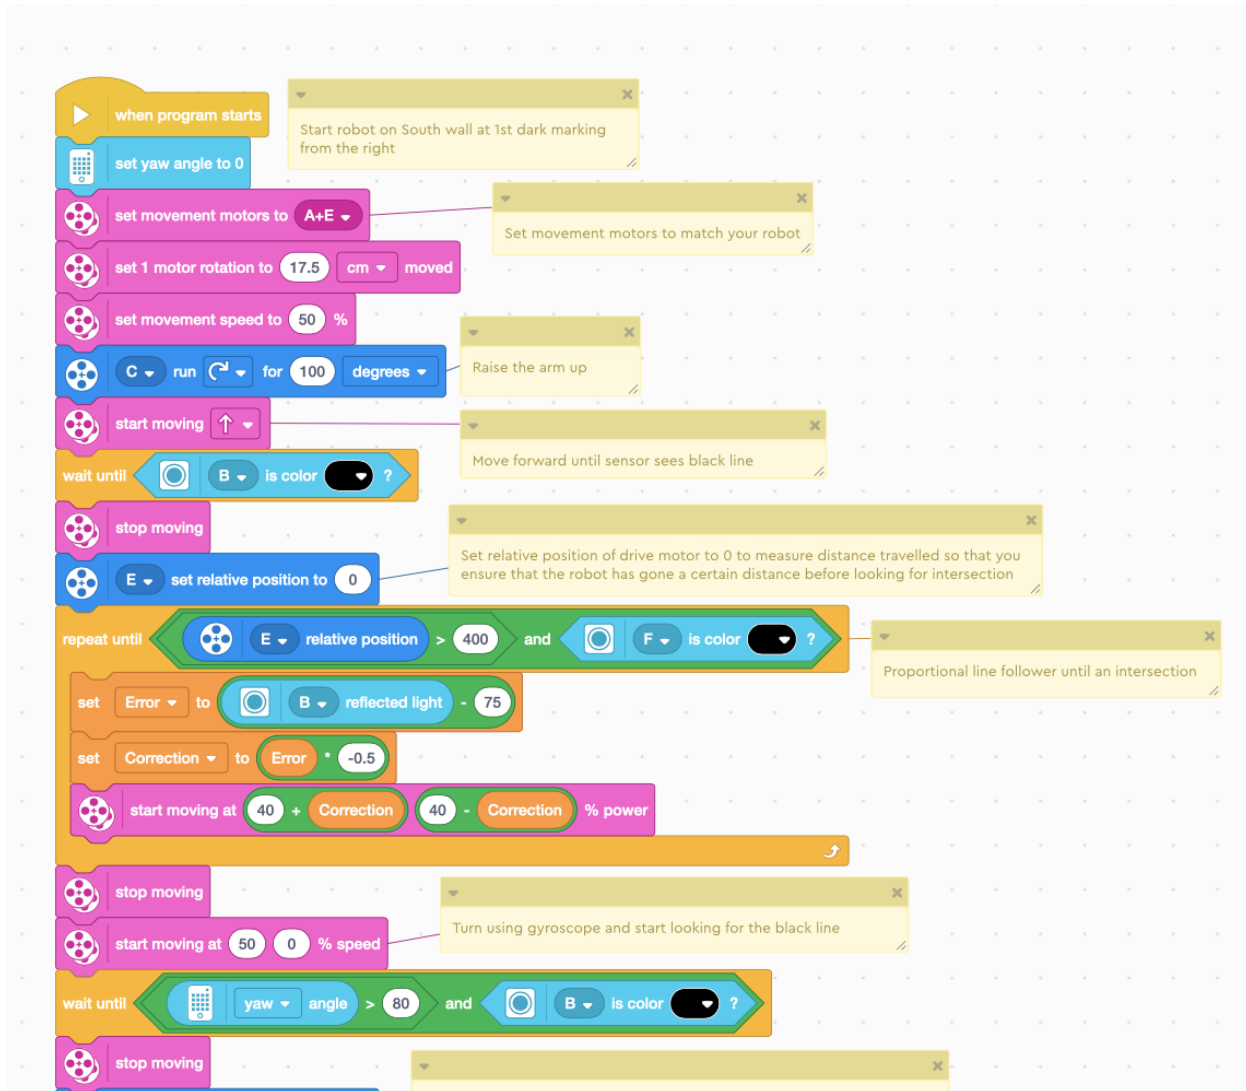 when program starts
Start robot on South wall at 1st dark marking
from the right
set yaw angle to 0
set movement motors to A+E
Set movement motors to match your robot
set 1 motor rotation to 17.5 cm moved
set movement speed to 50 %
C run for 100 degrees
Raise the arm up
start moving
Move forward until sensor sees black line
wait until B is color ?
stop moving
Set relative position of drive motor to 0 to measure distance travelled so that you
ensure that the robot has gone a certain distance before looking for intersection
E set relative position to 0
repeat until E relative position > 400 and F is color ?
Proportional line follower until an intersection
set Error to B reflected light - 75
set Correction to Error * -0.5
start moving at 40 + Correction 40 - Correction % power
stop moving
Turn using gyroscope and start looking for the black line
start moving at 50 0 % speed
wait until yaw angle > 80 and B is color ?
stop moving